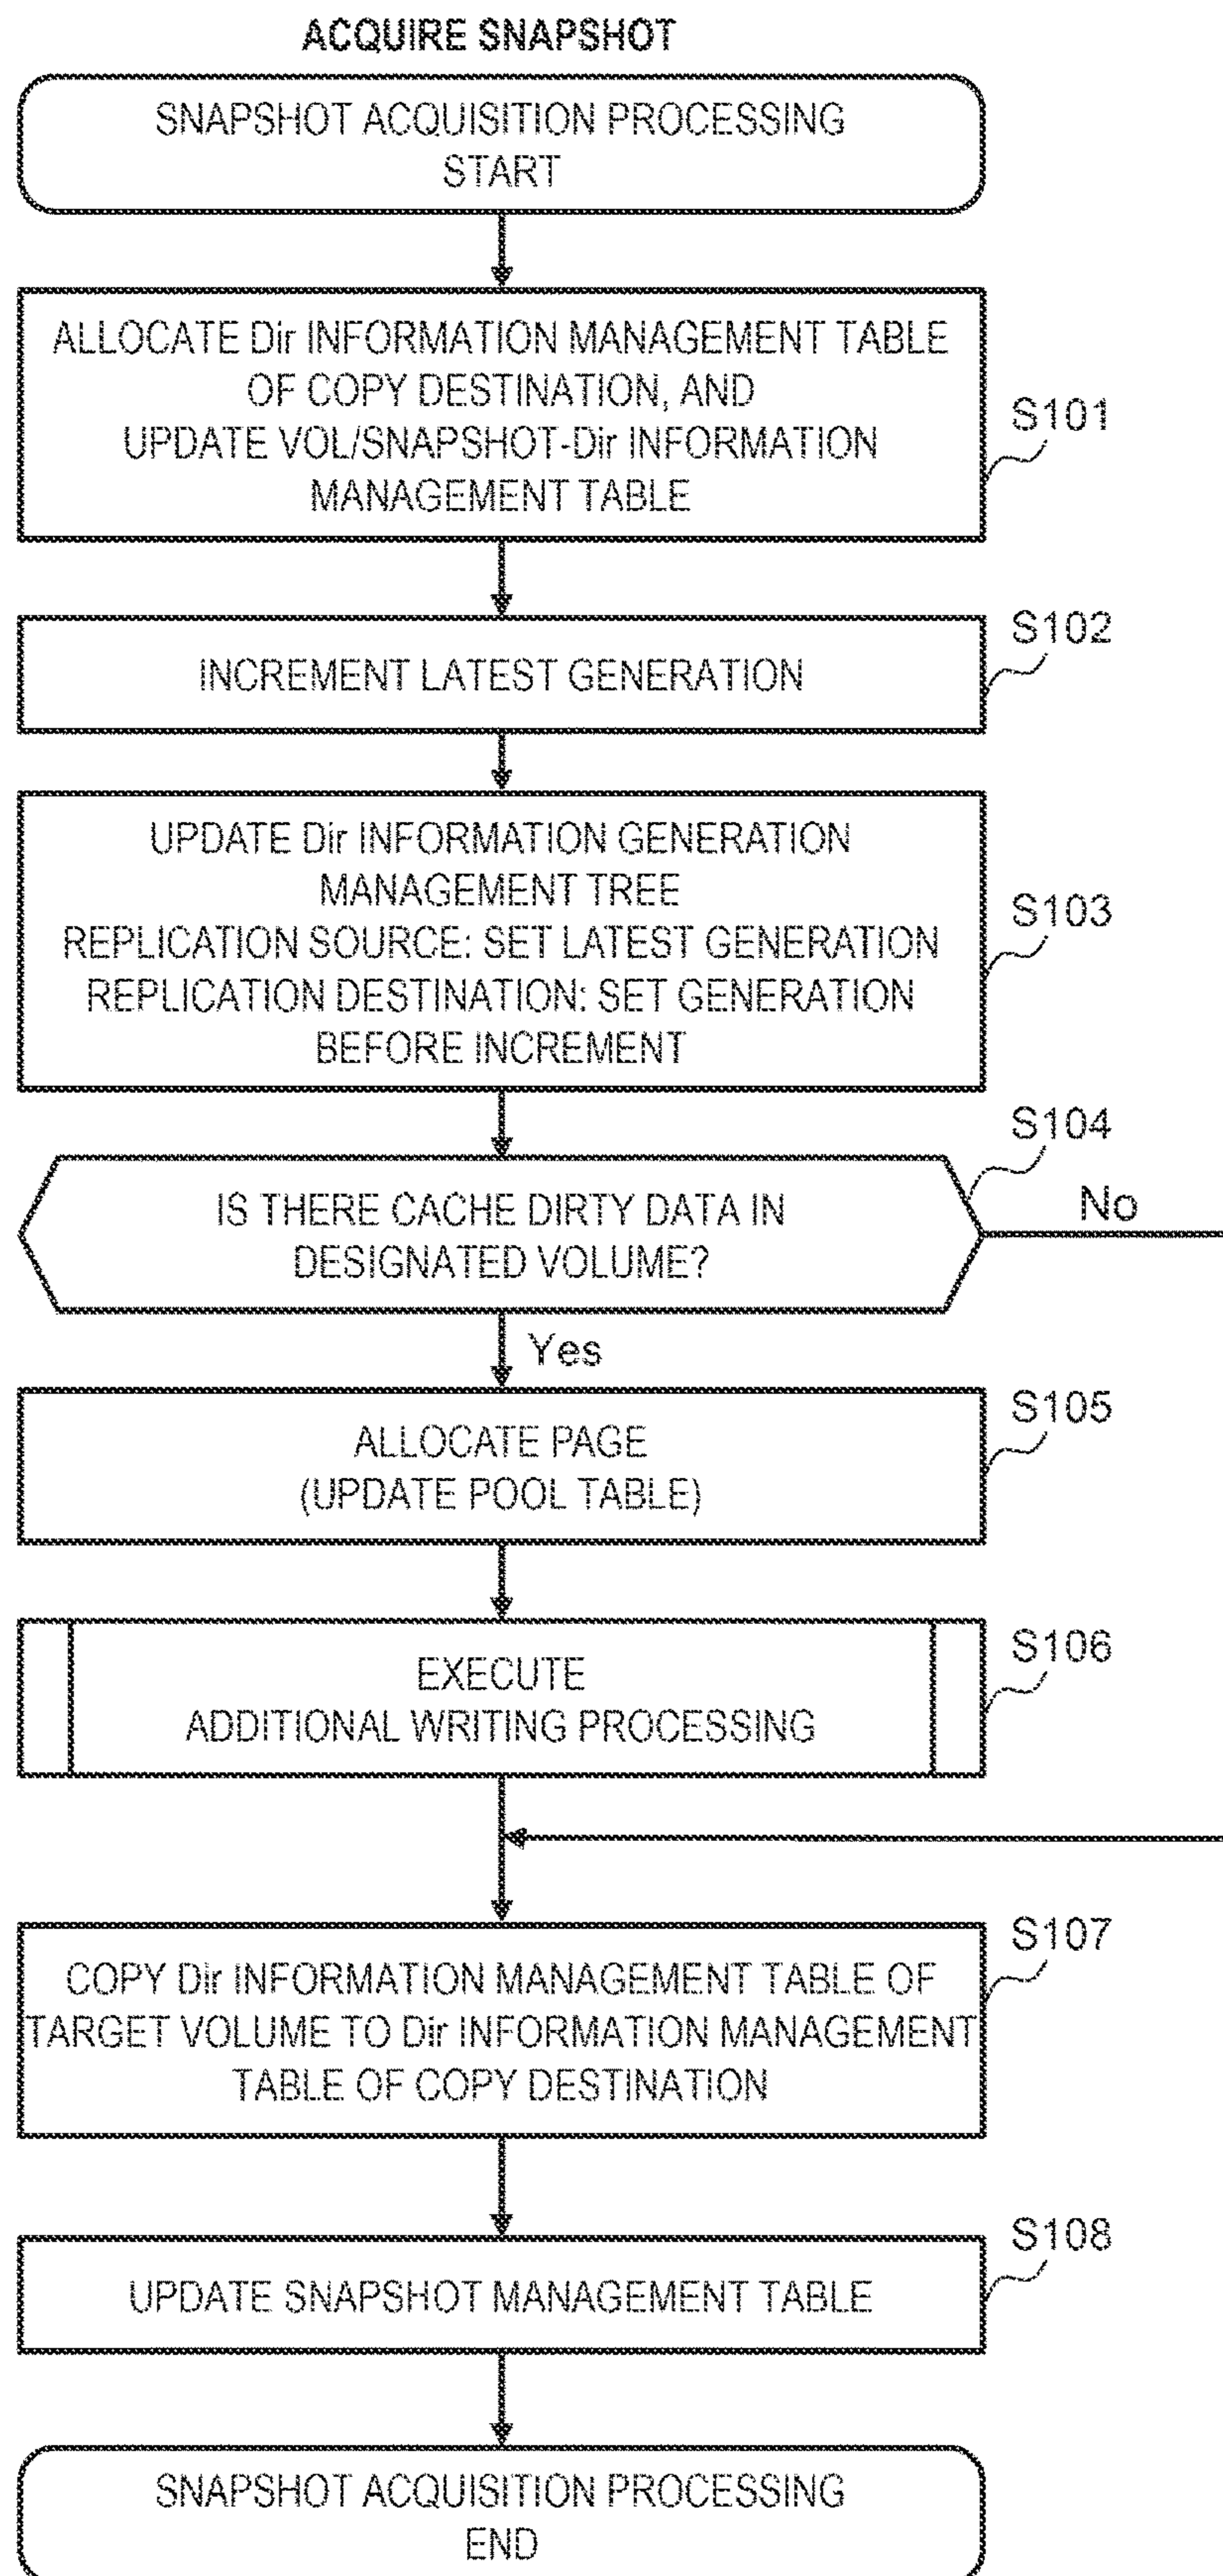 ACQUIRE SNAPSHOT
SNAPSHOT ACQUISITION PROCESSING
START
ALLOCATE Dir INFORMATION MANAGEMENT TABLE
OF COPY DESTINATION, AND
UPDATE VOL/SNAPSHOT-Dir INFORMATION
MANAGEMENT TABLE
S101
INCREMENT LATEST GENERATION
S102
UPDATE Dir INFORMATION GENERATION
MANAGEMENT TREE
REPLICATION SOURCE: SET LATEST GENERATION
REPLICATION DESTINATION: SET GENERATION
BEFORE INCREMENT
S103
IS THERE CACHE DIRTY DATA IN
DESIGNATED VOLUME?
S104
No
Yes
ALLOCATE PAGE
(UPDATE POOL TABLE)
S105
EXECUTE
ADDITIONAL WRITING PROCESSING
S106
COPY Dir INFORMATION MANAGEMENT TABLE OF
TARGET VOLUME TO Dir INFORMATION MANAGEMENT
TABLE OF COPY DESTINATION
S107
UPDATE SNAPSHOT MANAGEMENT TABLE
S108
SNAPSHOT ACQUISITION PROCESSING
END